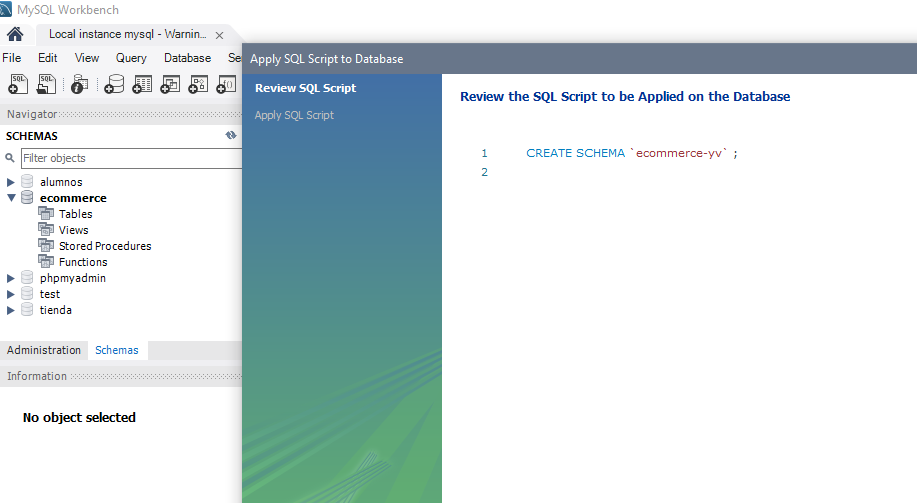 MySQL Workbench
Local instance mysql - Warnin...
File Edit View Query Database Se
Apply SQL Script to Database
Review SQL Script
Apply SQL Script
Review the SQL Script to be Applied on the Database
1 CREATE SCHEMA `ecommerce-yv` ;
2
Navigator
SCHEMAS
Filter objects
alumnos
ecommerce
Tables
Views
Stored Procedures
Functions
phpmyadmin
test
tienda
Administration Schemas
Information
No object selected